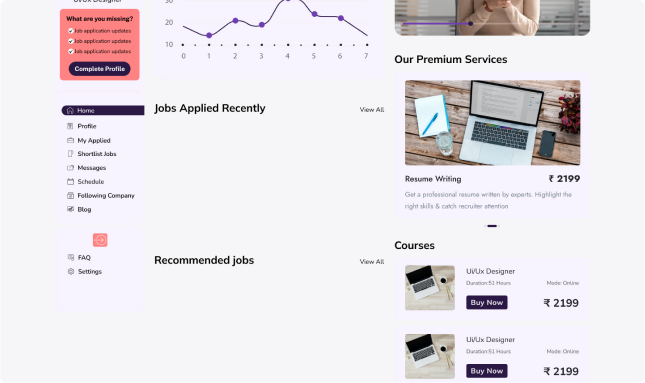 Ui/Ux Designer
What are you missing?
Job application updates
Job application updates
Job application updates
Complete Profile
Home
Profile
My Applied
Shortlist Jobs
Messages
Schedule
Following Company
Blog
FAQ
Settings
30
20
10
0 1 2 3 4 5 6 7
Jobs Applied Recently
View All
Recommended jobs
View All
Our Premium Services
Resume Writing
₹ 2199
Get a professional resume written by experts. Highlight the
right skills & catch recruiter attention
Courses
Ui/Ux Designer
Duration:51 Hours
Mode: Online
Buy Now
₹ 2199
Ui/Ux Designer
Duration:51 Hours
Mode: Online
Buy Now
₹ 2199